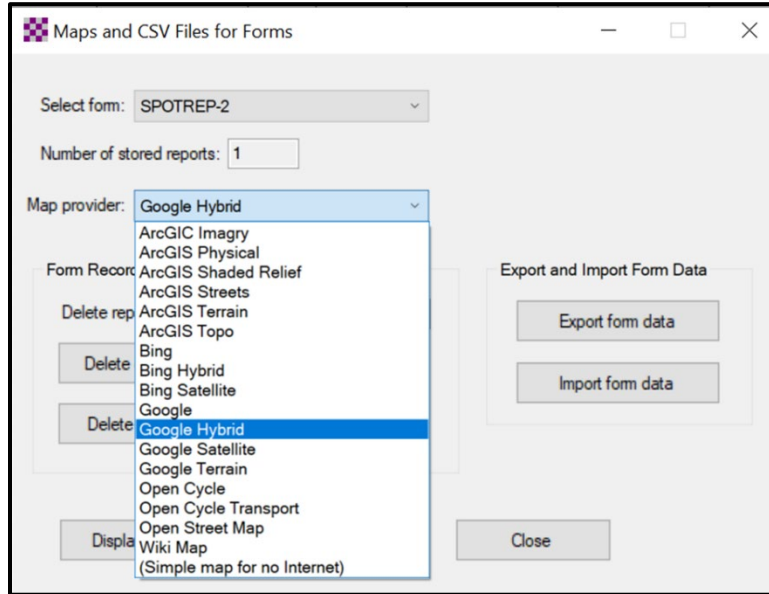 Maps and CSV Files for Forms
Select form: SPOTREP-2
Number of stored reports: 1
Map provider: Google Hybrid
ArcGIC Imagry
ArcGIS Physical
ArcGIS Shaded Relief
ArcGIS Streets
ArcGIS Terrain
ArcGIS Topo
Bing
Bing Hybrid
Bing Satellite
Google
Google Hybrid
Google Satellite
Google Terrain
Open Cycle
Open Cycle Transport
Open Street Map
Wiki Map
(Simple map for no Internet)
Form Recor
Delete rep
Delete
Delete
Displa
Export and Import Form Data
Export form data
Import form data
Close